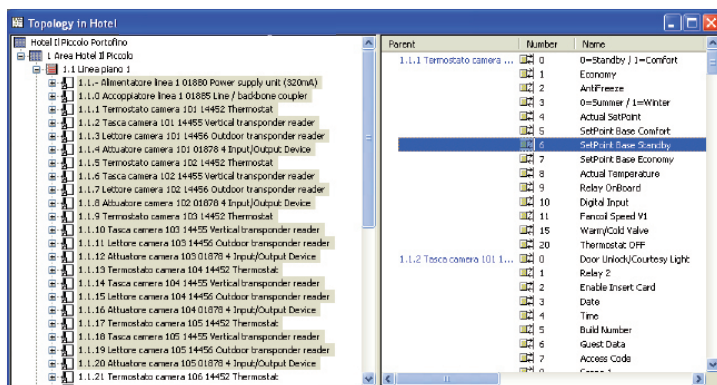 Topology in Hotel
Hotel Il Piccolo Portofino
1 Area Hotel Il Piccolo
1.1 Linea piano 1
1.1.- Alimentatore linea 1 01880 Power supply unit (320mA)
1.1.0 Accoppiatore linea 1 01885 Line / backbone coupler
1.1.1 Termostato camera 101 14452 Thermostat
1.1.2 Tasca camera 101 14455 Vertical transponder reader
1.1.3 Lettore camera 101 14456 Outdoor transponder reader
1.1.4 Attuatore camera 101 01878 4 Input/Output Device
1.1.5 Termostato camera 102 14452 Thermostat
1.1.6 Tasca camera 102 14455 Vertical transponder reader
1.1.7 Lettore camera 102 14456 Outdoor transponder reader
1.1.8 Attuatore camera 102 01878 4 Input/Output Device
1.1.9 Termostato camera 103 14452 Thermostat
1.1.10 Tasca camera 103 14455 Vertical transponder reader
1.1.11 Lettore camera 103 14456 Outdoor transponder reader
1.1.12 Attuatore camera 103 01878 4 Input/Output Device
1.1.13 Termostato camera 104 14452 Thermostat
1.1.14 Tasca camera 104 14455 Vertical transponder reader
1.1.15 Lettore camera 104 14456 Outdoor transponder reader
1.1.16 Attuatore camera 104 01878 4 Input/Output Device
1.1.17 Termostato camera 105 14452 Thermostat
1.1.18 Tasca camera 105 14455 Vertical transponder reader
1.1.19 Lettore camera 105 14456 Outdoor transponder reader
1.1.20 Attuatore camera 105 01878 4 Input/Output Device
1.1.21 Termostato camera 106 14452 Thermostat
Parent Number Name
1.1.1 Termostato camera ... 0 0=Standby / 1=Comfort
1 Economy
2 AntiFreeze
3 0=Summer / 1=Winter
4 Actual SetPoint
5 SetPoint Base Comfort
6 SetPoint Base Standby
7 SetPoint Base Economy
8 Actual Temperature
9 Relay OnBoard
10 Digital Input
11 Fancoil Speed V1
15 Warm/Cold Valve
20 Thermostat OFF
1.1.2 Tasca camera 101 1... 0 Door Unlock/Courtesy Light
1 Relay 2
2 Enable Insert Card
3 Date
4 Time
5 Build Number
6 Guest Data
7 Access Code